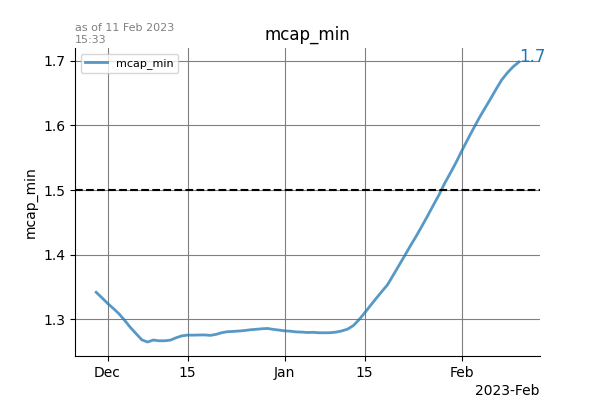 as of 11 Feb 2023
15:33
mcap_min
1.7
mcap_min
1.7
1.6
1.5
1.4
1.3
mcap_min
Dec
15
Jan
15
Feb
2023-Feb